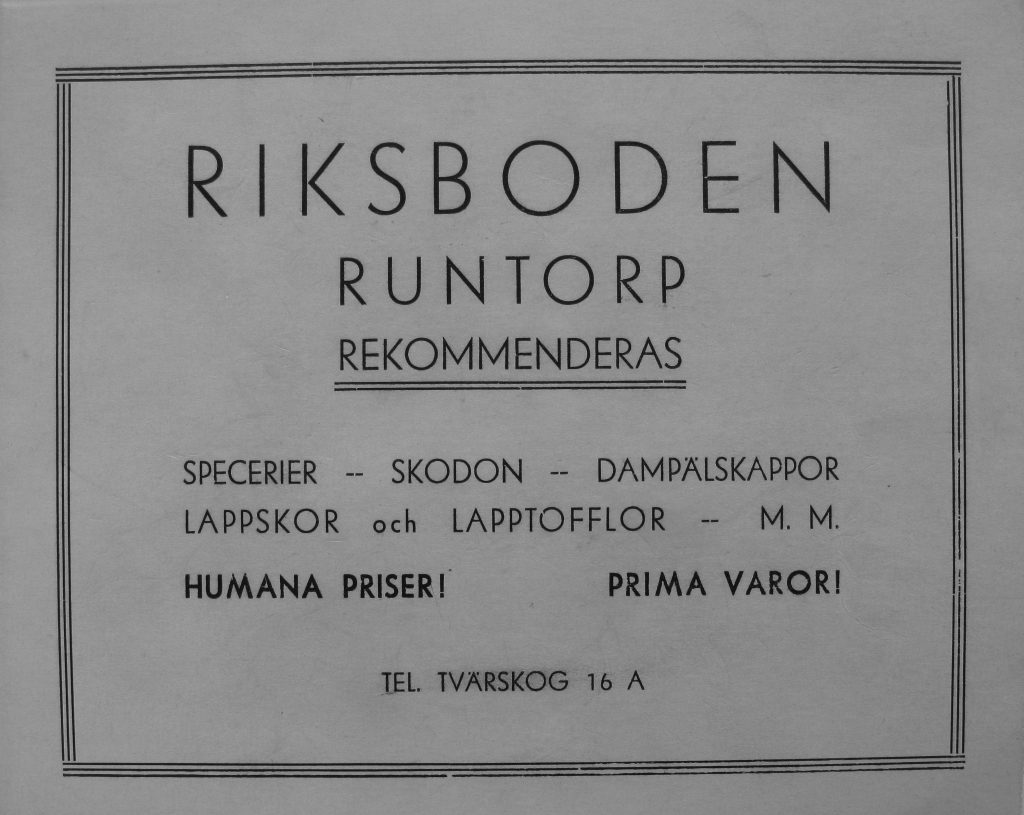 RIKSBODEN
RUNTORP
REKOMMENDERAS
SPECERIER -- SKODON -- DAMPÄLSKAPPOR
LAPPSKOR och LAPPTOFFLOR -- M. M.
HUMANA PRISER! PRIMA VAROR!
TEL. TVÄRSKOG 16 A